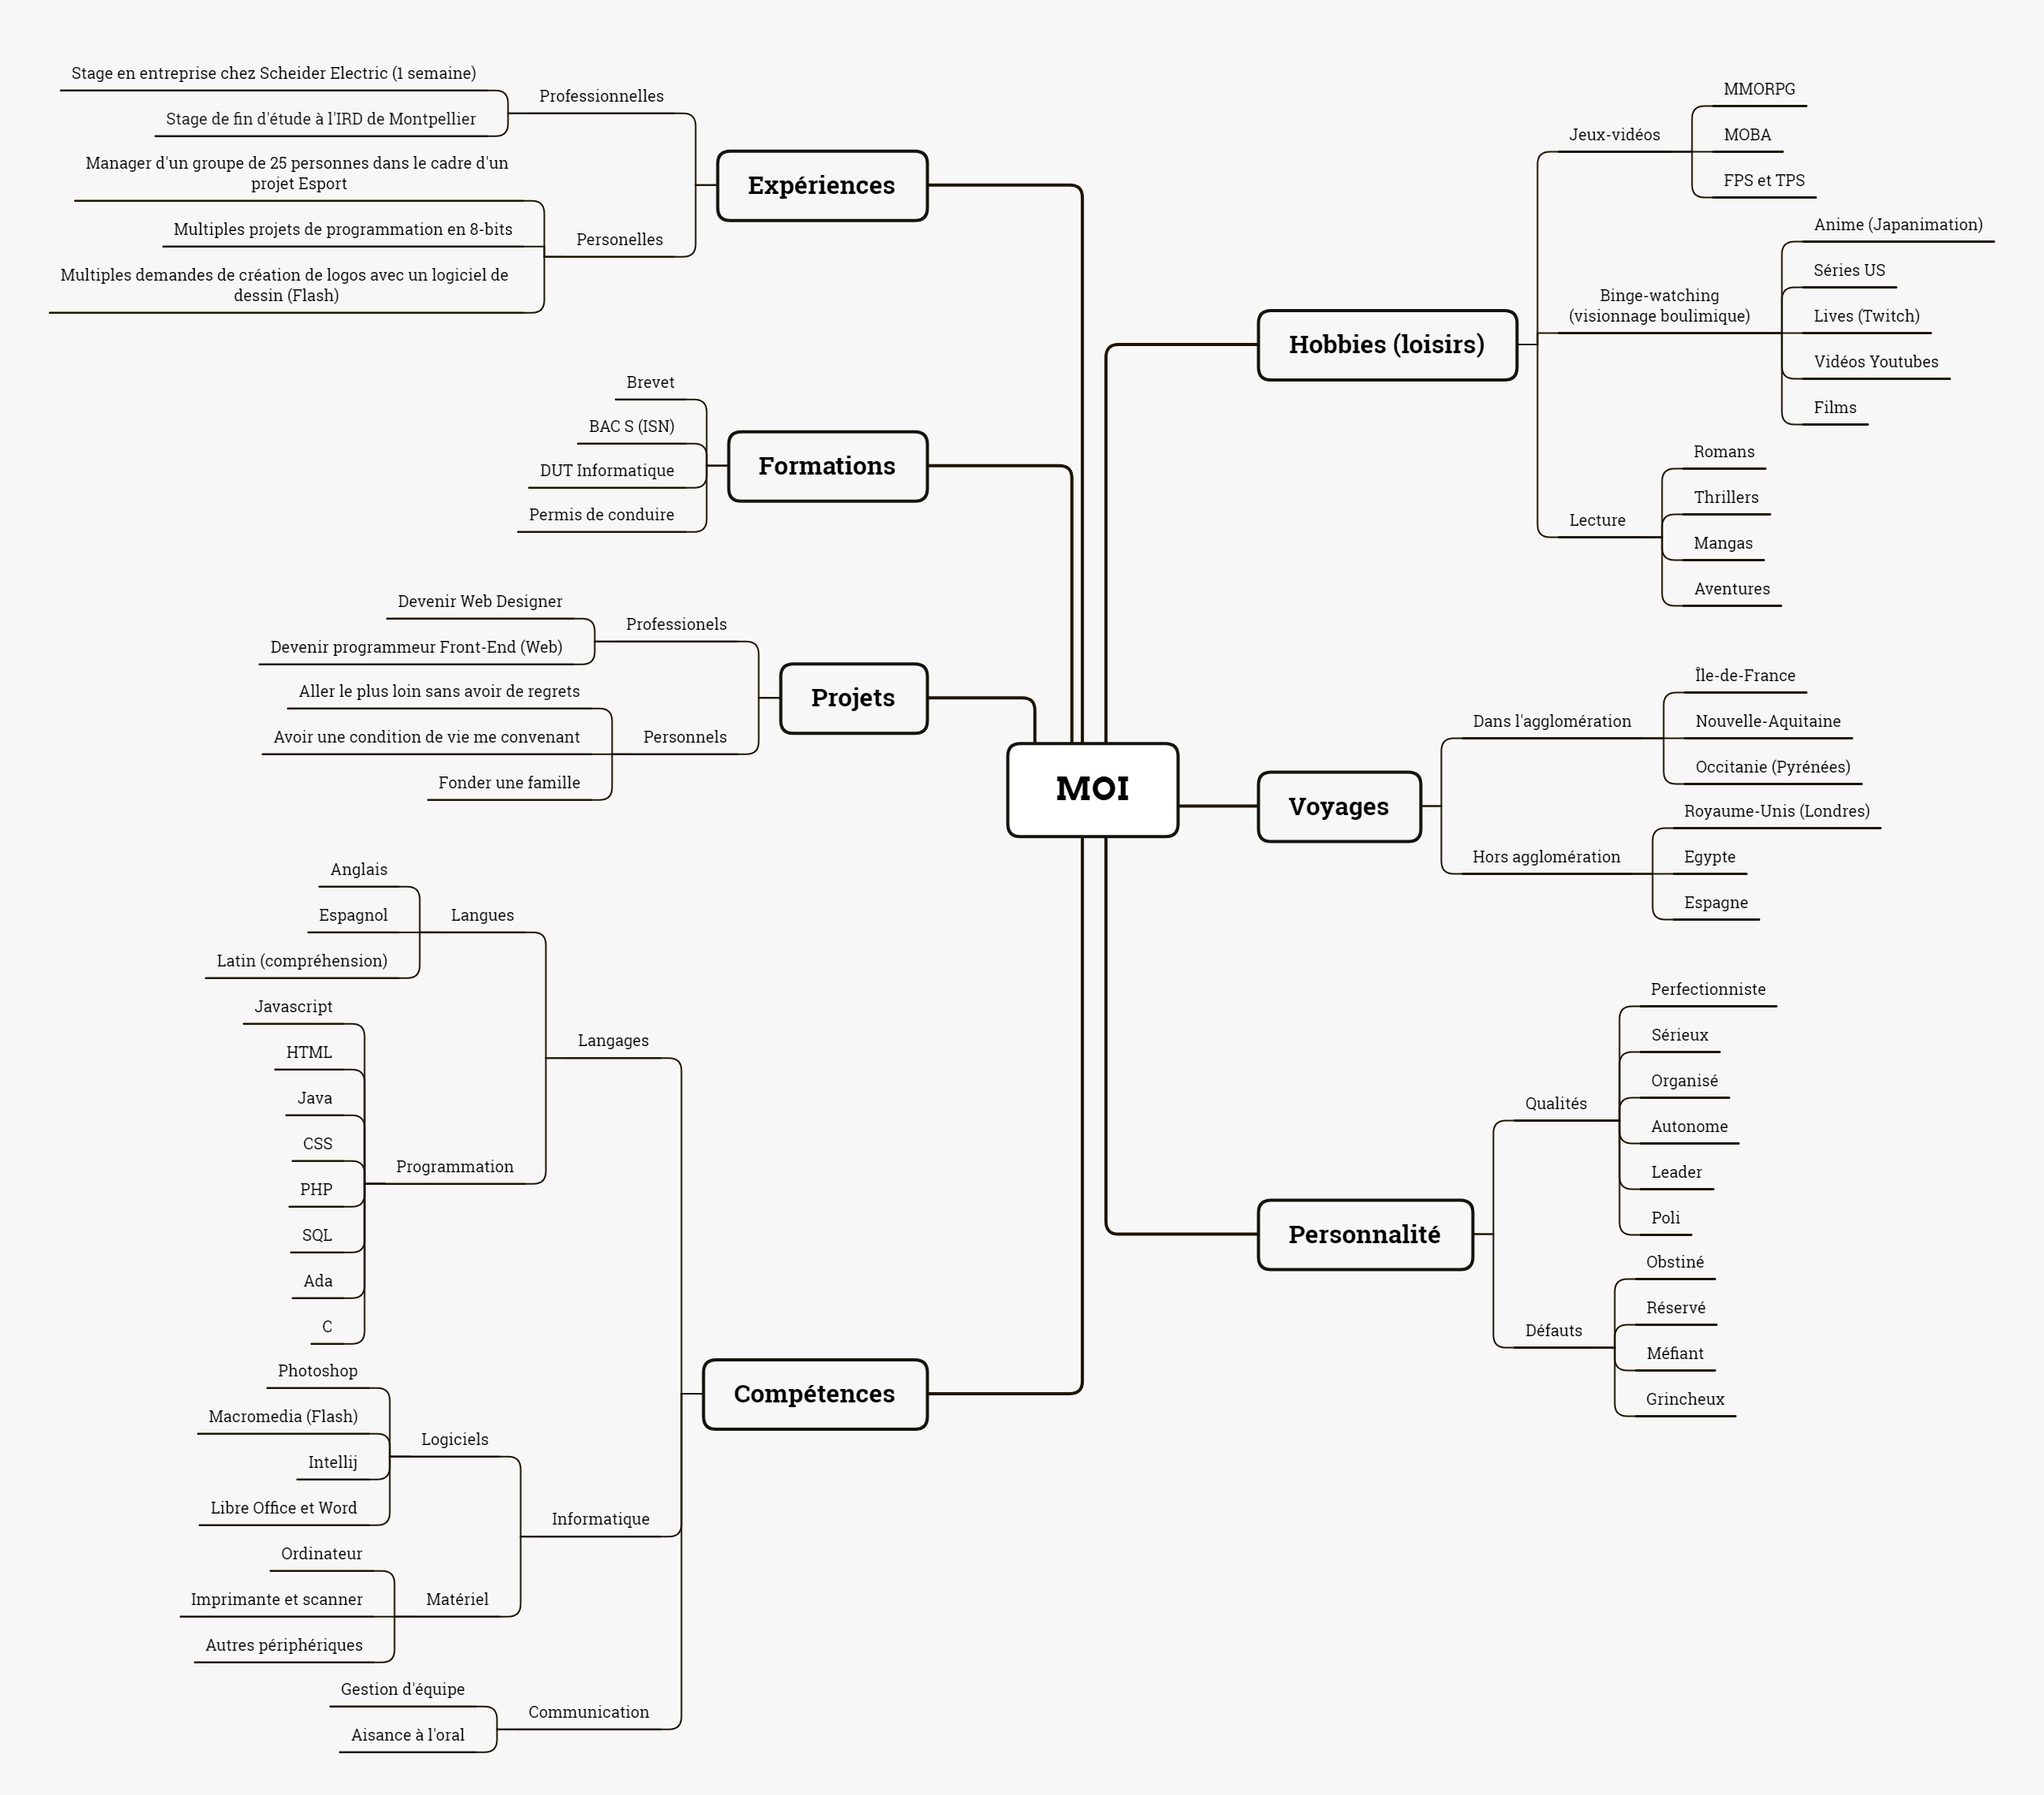 MOI
Expériences
Professionnelles
Stage en entreprise chez Scheider Electric (1 semaine)
Stage de fin d'étude à l'IRD de Montpellier
Personelles
Manager d'un groupe de 25 personnes dans le cadre d'un
projet Esport
Multiples projets de programmation en 8-bits
Multiples demandes de création de logos avec un logiciel de
dessin (Flash)
Formations
Brevet
BAC S (ISN)
DUT Informatique
Permis de conduire
Projets
Professionels
Devenir Web Designer
Devenir programmeur Front-End (Web)
Personnels
Aller le plus loin sans avoir de regrets
Avoir une condition de vie me convenant
Fonder une famille
Compétences
Langages
Langues
Anglais
Espagnol
Latin (compréhension)
Programmation
Javascript
HTML
Java
CSS
PHP
SQL
Ada
C
Informatique
Logiciels
Photoshop
Macromedia (Flash)
Intellij
Libre Office et Word
Matériel
Ordinateur
Imprimante et scanner
Autres périphériques
Communication
Gestion d'équipe
Aisance à l'oral
Hobbies (loisirs)
Jeux-vidéos
MMORPG
MOBA
FPS et TPS
Binge-watching
(visionnage boulimique)
Anime (Japanimation)
Séries US
Lives (Twitch)
Vidéos Youtubes
Films
Lecture
Romans
Thrillers
Mangas
Aventures
Voyages
Dans l'agglomération
Île-de-France
Nouvelle-Aquitaine
Occitanie (Pyrénées)
Hors agglomération
Royaume-Unis (Londres)
Egypte
Espagne
Personnalité
Qualités
Perfectionniste
Sérieux
Organisé
Autonome
Leader
Poli
Défauts
Obstiné
Réservé
Méfiant
Grincheux